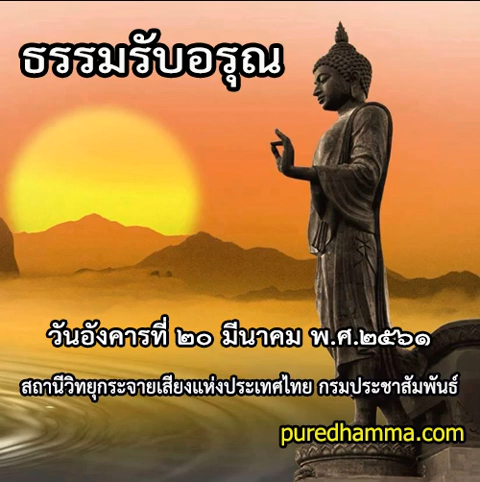 ธรรมรับอรุณ
วันอังคารที่ ๒๐ มีนาคม พ.ศ.๒๕๖๑
สถานีวิทยุกระจายเสียงแห่งประเทศไทย กรมประชาสัมพันธ์
puredhamma.com